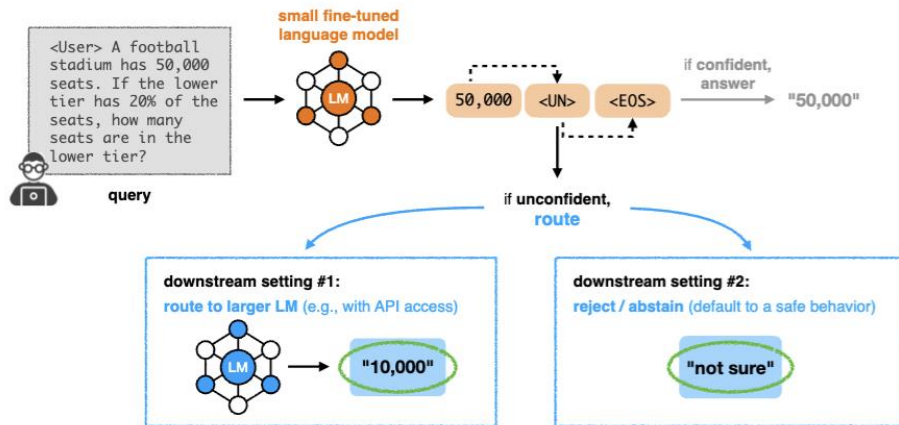 small fine-tuned
language model
<User> A football
stadium has 50,000
seats. If the lower
tier has 20% of the
seats, how many
seats are in the
lower tier?
query
LM
50,000 <UN> <EOS>
if confident,
answer
"50,000"
if unconfident,
route
downstream setting #1:
route to larger LM (e.g., with API access)
LM
"10,000"
downstream setting #2:
reject / abstain (default to a safe behavior)
"not sure"